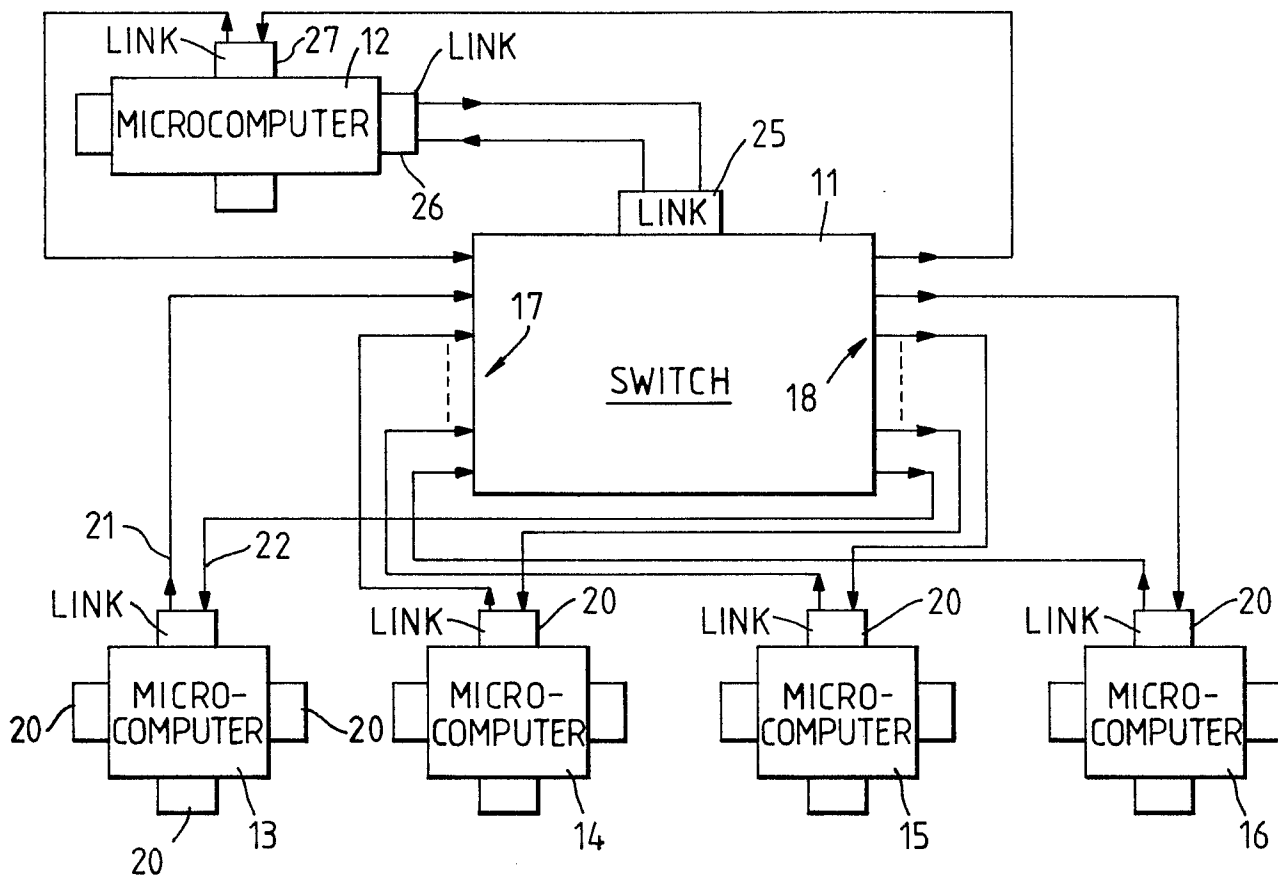 LINK
27
12
LINK
MICROCOMPUTER
26
25
LINK
11
17
18
SWITCH
21
22
LINK
20
LINK
20
LINK
20
LINK
20
MICRO-
COMPUTER
20
20
MICRO-
COMPUTER
MICRO-
COMPUTER
MICRO-
COMPUTER
20
13
14
15
16